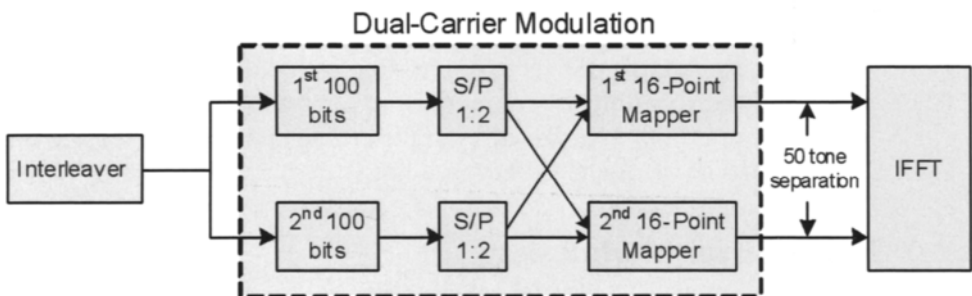 Dual-Carrier Modulation
1st 100
bits
S/P
1:2
1st 16-Point
Mapper
Interleaver
50 tone
separation
IFFT
2nd 100
bits
S/P
1:2
2nd 16-Point
Mapper